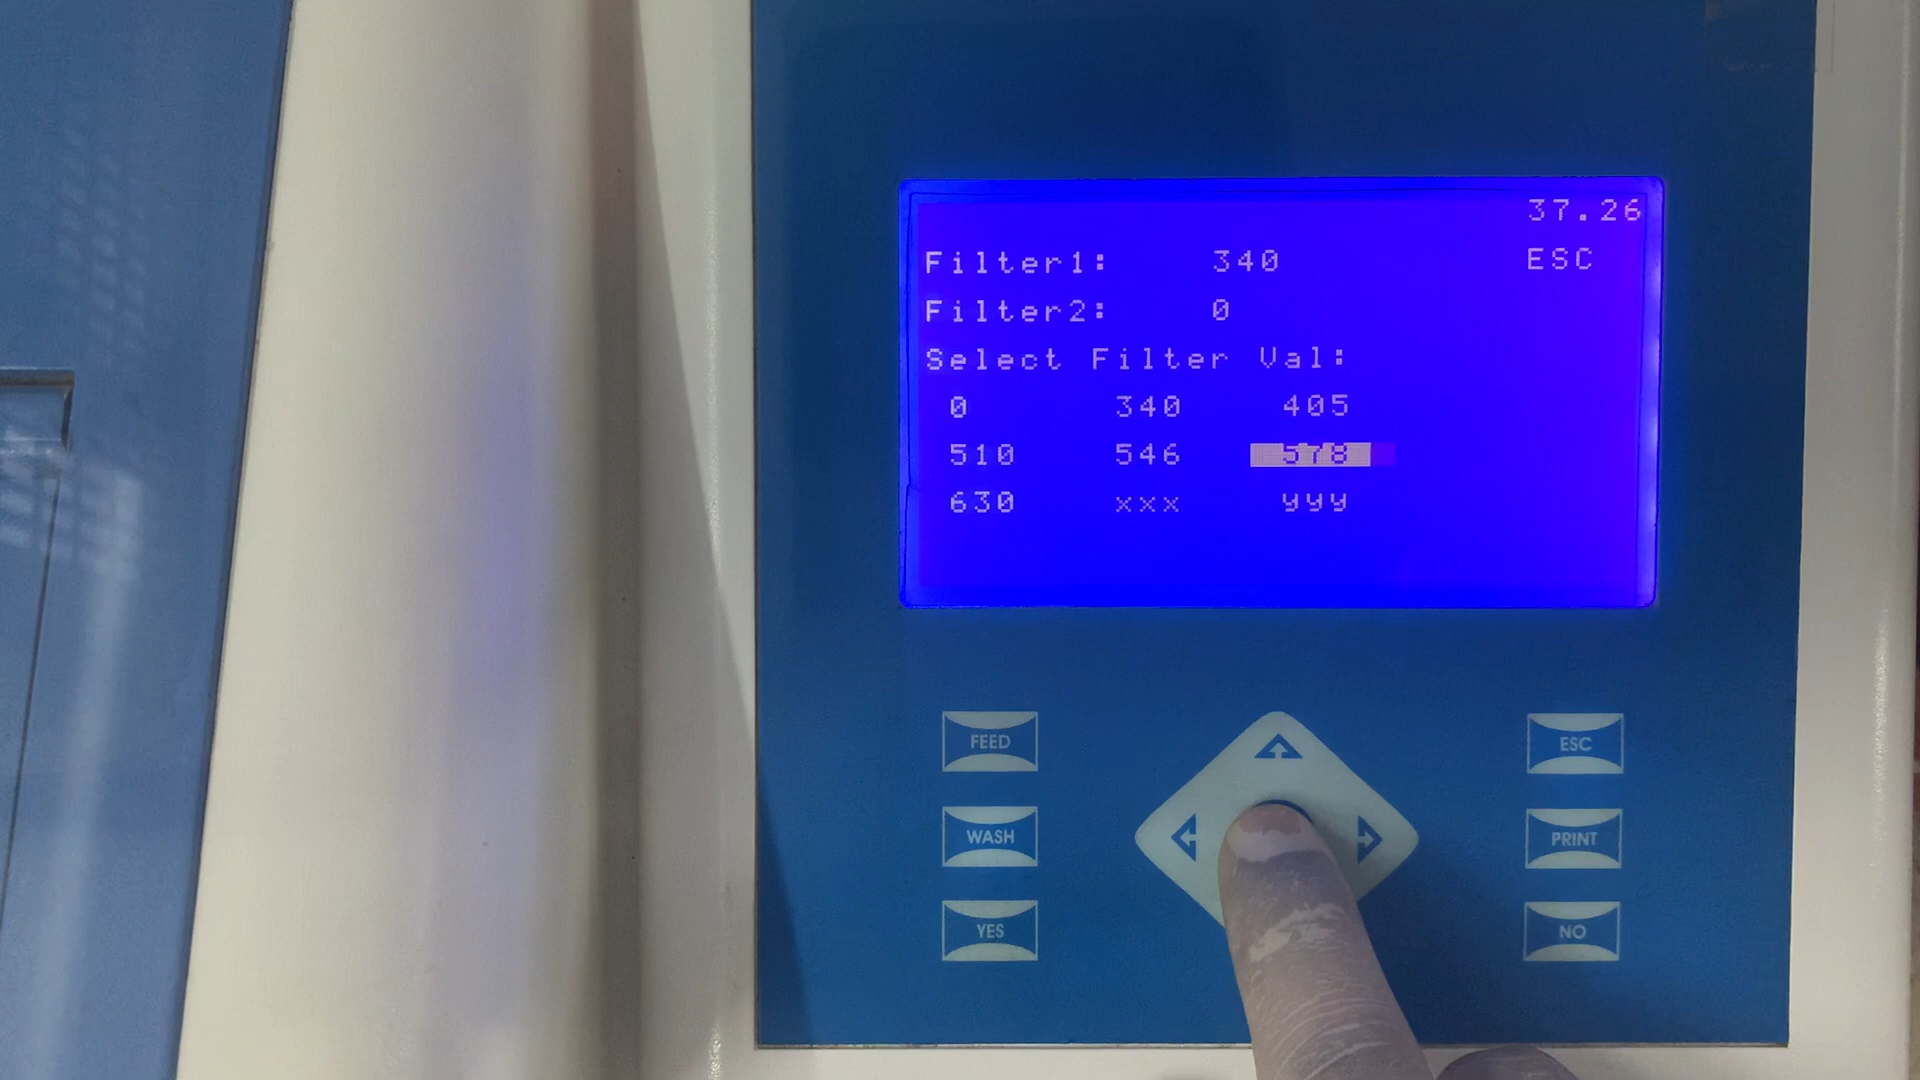 37.26
Filter1: 340 ESC
Filter2: 0
Select Filter Val:
0 340 405
510 546 578
630 xxx yyy
FEED ESC
WASH PRINT
YES NO